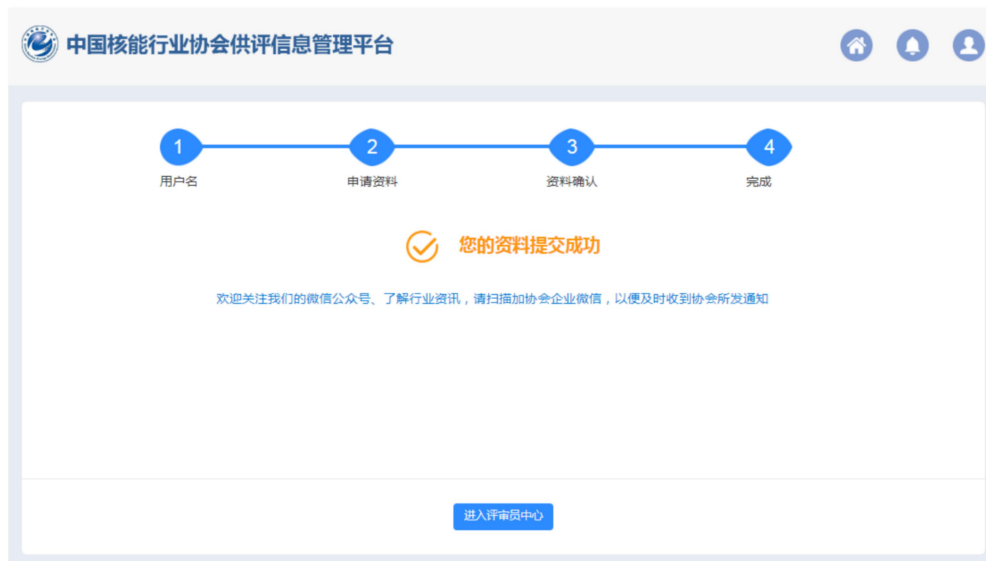 中国核能行业协会供评信息管理平台
1 2 3 4
用户名 申请资料 资料确认 完成
您的资料提交成功
欢迎关注我们的微信公众号、了解行业资讯，请扫描加协会企业微信，以便及时收到协会所发通知
进入评审员中心